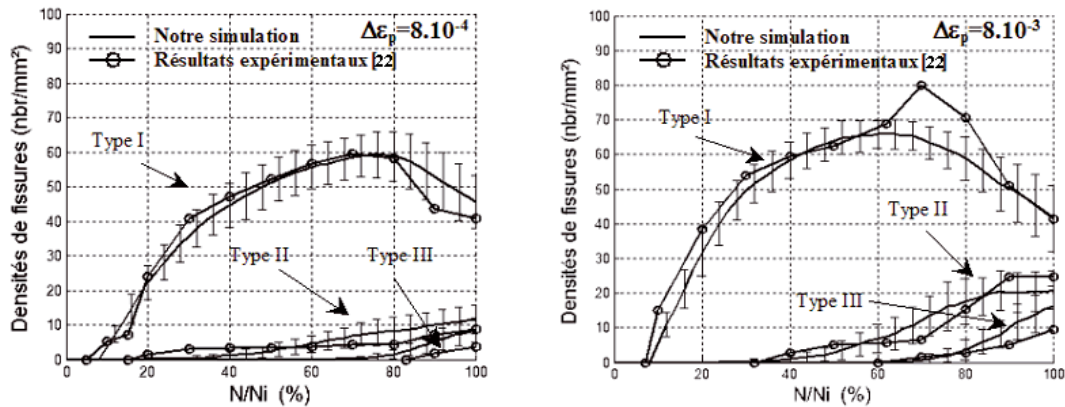 Δεp=8.10-4
Notre simulation
Résultats expérimentaux [22]
Type I
Type II
Type III
Densités de fissures (nbr/mm²)
100
90
80
70
60
50
40
30
20
10
0
0
20
40
60
80
100
N/Ni (%)
Δεp=8.10-3
Notre simulation
Résultats expérimentaux[22]
Type I
Type II
Type III
Densités de fissures (nbr/mm²)
100
90
80
70
60
50
40
30
20
10
0
0
20
40
60
80
100
N/Ni (%)